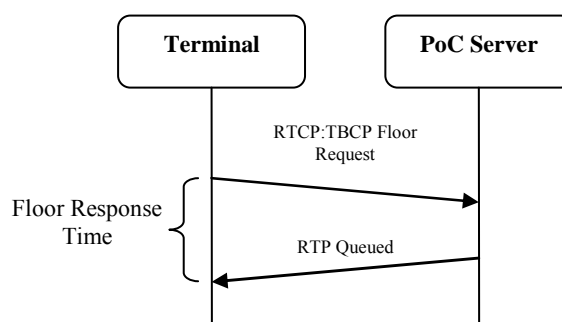 Terminal
PoC Server
RTCP:TBCP Floor
Request
Floor Response
Time
RTP Queued